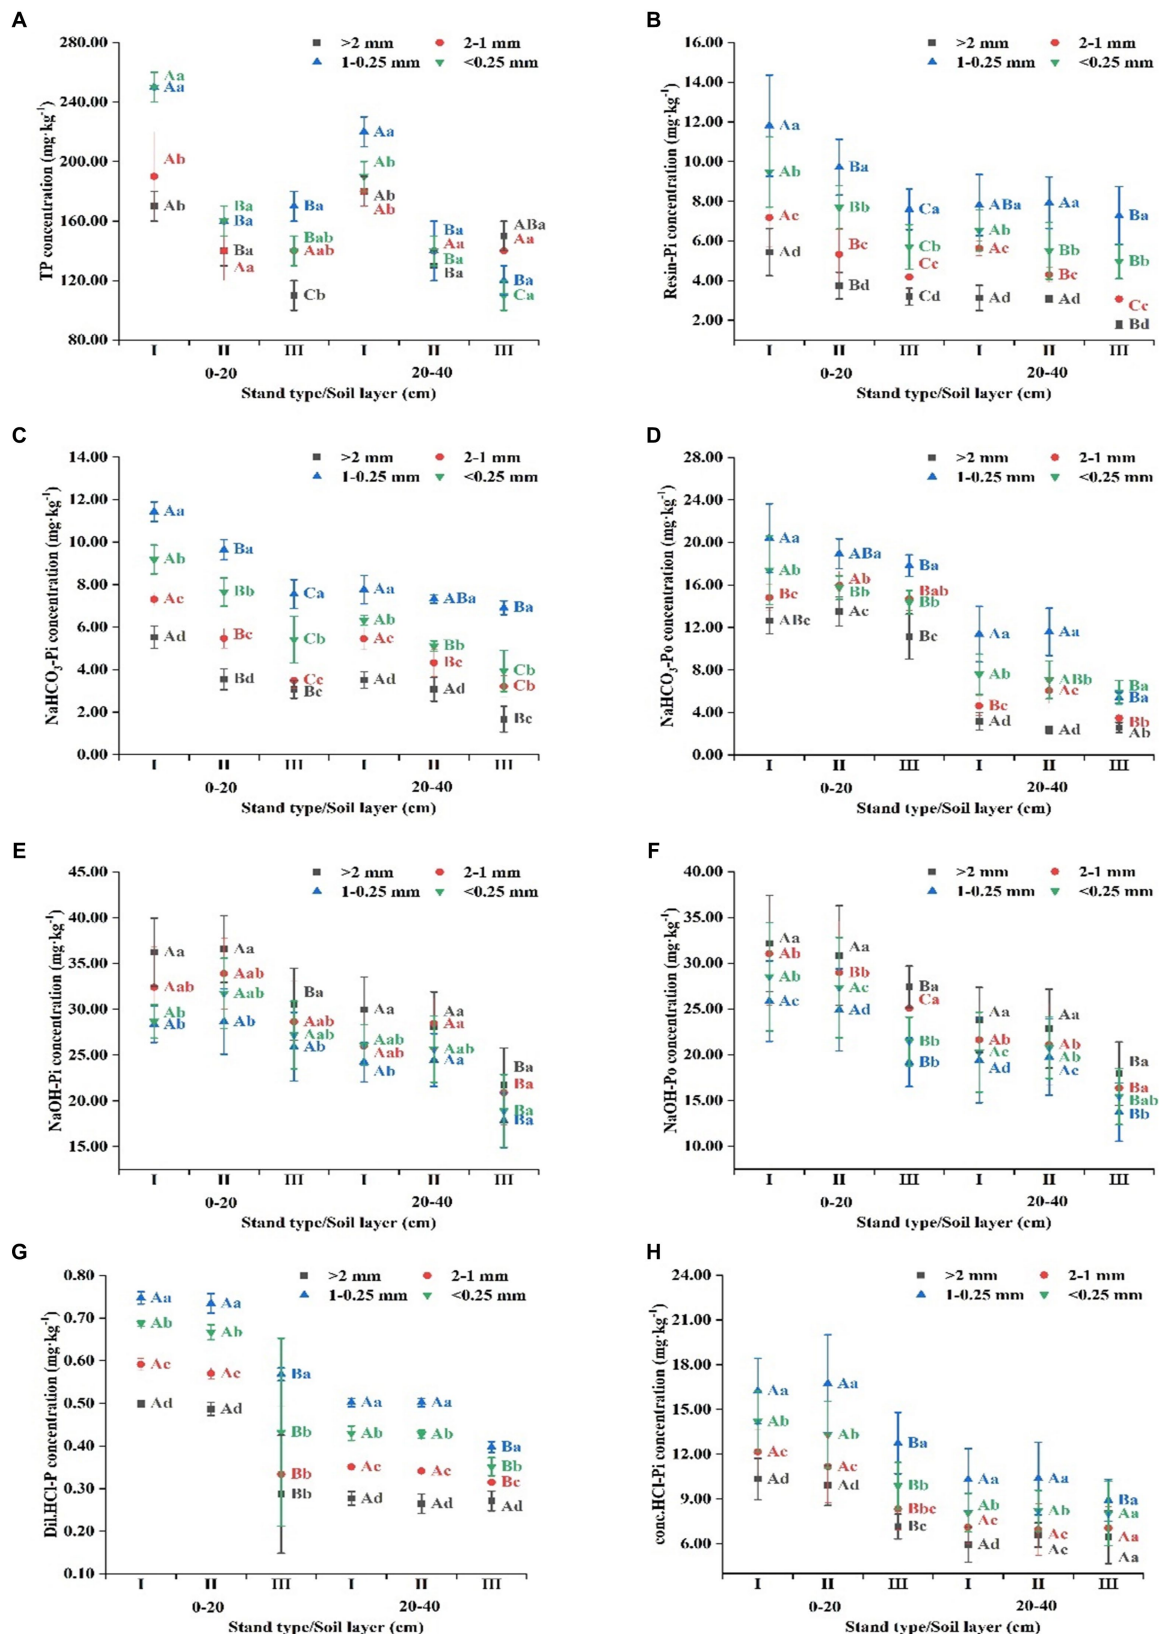 A
>2 mm 2-1 mm
1-0.25 mm <0.25 mm
TP concentration (mg·kg⁻¹)
280.00
240.00
200.00
160.00
120.00
80.00
Aa
Aa
Ab
Ab
Ba
Ba
Ba
Aa
Ba
Bab
Aab
Cb
Aa
Ab
Ab
Ab
Ba
Aa
Ba
Ba
ABa
Aa
Ba
Ca
I II III I II III
0-20 20-40
Stand type/Soil layer (cm)
B
>2 mm 2-1 mm
1-0.25 mm <0.25 mm
Resin-Pi concentration (mg·kg⁻¹)
16.00
14.00
12.00
10.00
8.00
6.00
4.00
2.00
Aa
Ab
Ac
Ad
Ba
Bb
Bc
Bd
Ca
Cb
Cc
Cd
ABa
Ab
Ac
Ad
Aa
Bb
Bc
Ad
Ba
Cb
Cc
Bd
I II III I II III
0-20 20-40
Stand type/Soil layer (cm)
C
>2 mm 2-1 mm
1-0.25 mm <0.25 mm
NaHCO₃-Pi concentration (mg·kg⁻¹)
14.00
12.00
10.00
8.00
6.00
4.00
2.00
0.00
Aa
Ab
Ac
Ad
Ba
Bb
Bc
Bd
Ca
Cb
Cc
Bc
Aa
Ab
Ac
Ad
ABa
Bb
Bc
Ad
Ba
Cb
Cb
Bc
I II III I II III
0-20 20-40
Stand type/Soil layer (cm)
D
>2 mm 2-1 mm
1-0.25 mm <0.25 mm
NaHCO₃-Po concentration (mg·kg⁻¹)
28.00
24.00
20.00
16.00
12.00
8.00
4.00
0.00
Aa
Ab
Bc
ABc
ABa
Ab
Bb
Ac
Ba
Bab
Bb
Bc
Aa
Ab
Bc
Ad
Aa
ABb
Ac
Ad
Ba
Ba
Bb
Ab
I II III I II III
0-20 20-40
Stand type/Soil layer (cm)
E
>2 mm 2-1 mm
1-0.25 mm <0.25 mm
NaOH-Pi concentration (mg·kg⁻¹)
45.00
40.00
35.00
30.00
25.00
20.00
15.00
Aa
Aab
Ab
Ab
Aa
Aab
Aab
Ab
Ba
Aab
Aab
Ab
Aa
Aab
Aab
Ab
Aa
Aa
Aab
Aa
Ba
Ba
Ba
Ba
I II III I II III
0-20 20-40
Stand type/Soil layer (cm)
F
>2 mm 2-1 mm
1-0.25 mm <0.25 mm
NaOH-Po concentration (mg·kg⁻¹)
40.00
35.00
30.00
25.00
20.00
15.00
10.00
Aa
Ab
Ab
Ac
Aa
Bb
Ac
Ad
Ba
Ca
Bb
Bb
Aa
Ab
Ac
Ad
Aa
Ab
Ab
Ac
Ba
Ba
Bab
Bb
I II III I II III
0-20 20-40
Stand type/Soil layer (cm)
G
>2 mm 2-1 mm
1-0.25 mm <0.25 mm
Dil.HCl-P concentration (mg·kg⁻¹)
0.80
0.70
0.60
0.50
0.40
0.30
0.20
0.10
Aa
Ab
Ac
Ad
Aa
Ab
Ac
Ad
Ba
Bb
Bb
Bb
Aa
Ab
Ac
Ad
Aa
Ab
Ac
Ad
Ba
Bb
Bc
Ad
I II III I II III
0-20 20-40
Stand type/Soil layer (cm)
H
>2 mm 2-1 mm
1-0.25 mm <0.25 mm
conc.HCl-Pi concentration (mg·kg⁻¹)
24.00
21.00
18.00
15.00
12.00
9.00
6.00
Aa
Ab
Ac
Ad
Aa
Ab
Ac
Ad
Ba
Bb
Bbc
Bc
Aa
Ab
Ac
Ad
Aa
Ab
Ac
Ac
Ba
Aa
Aa
Aa
I II III I II III
0-20 20-40
Stand type/Soil layer (cm)